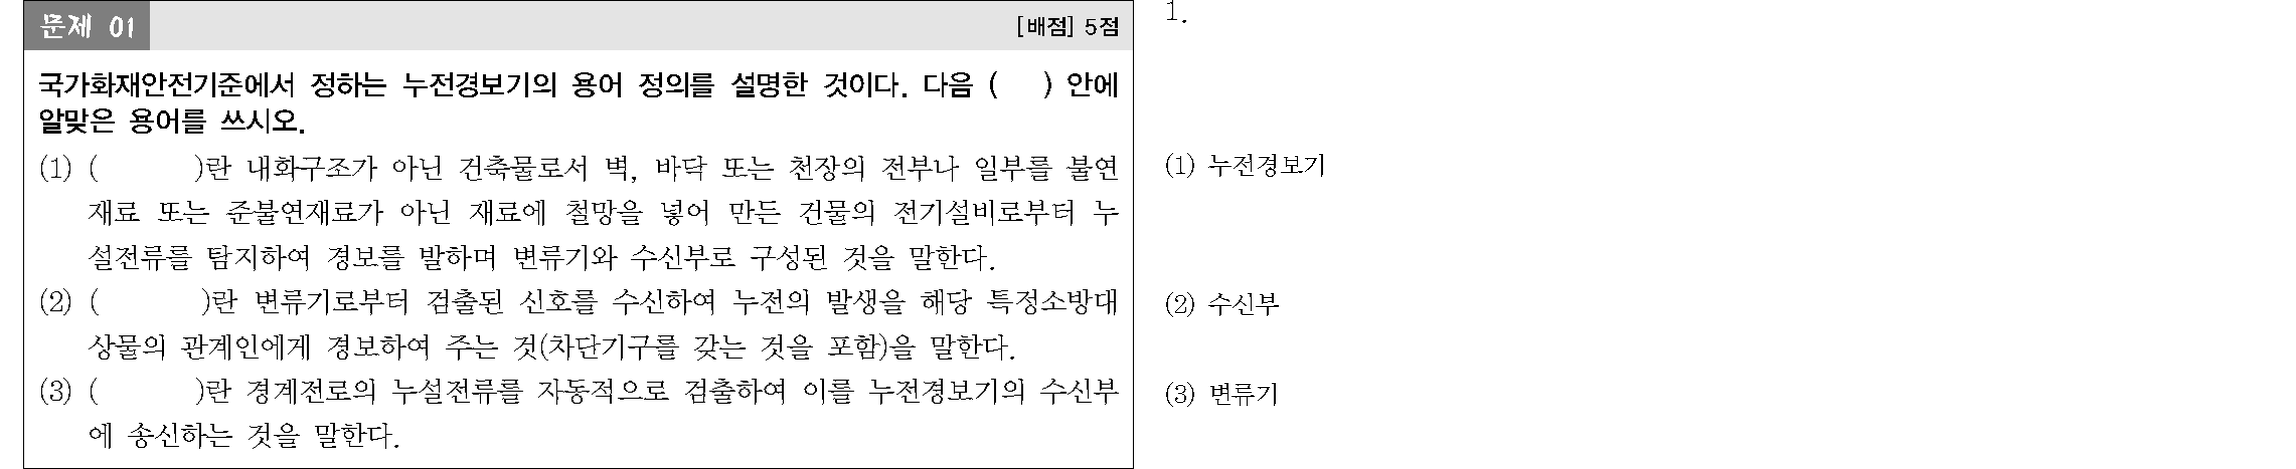 문제 01
[배점] 5점
국가화재안전기준에서 정하는 누전경보기의 용어 정의를 설명한 것이다. 다음 (    ) 안에
알맞은 용어를 쓰시오.
(1) (        )란 내화구조가 아닌 건축물로서 벽, 바닥 또는 천장의 전부나 일부를 불연
재료 또는 준불연재료가 아닌 재료에 철망을 넣어 만든 건물의 전기설비로부터 누
설전류를 탐지하여 경보를 발하며 변류기와 수신부로 구성된 것을 말한다.
(2) (        )란 변류기로부터 검출된 신호를 수신하여 누전의 발생을 해당 특정소방대
상물의 관계인에게 경보하여 주는 것(차단기구를 갖는 것을 포함)을 말한다.
(3) (        )란 경계전로의 누설전류를 자동적으로 검출하여 이를 누전경보기의 수신부
에 송신하는 것을 말한다.
1.
(1) 누전경보기
(2) 수신부
(3) 변류기